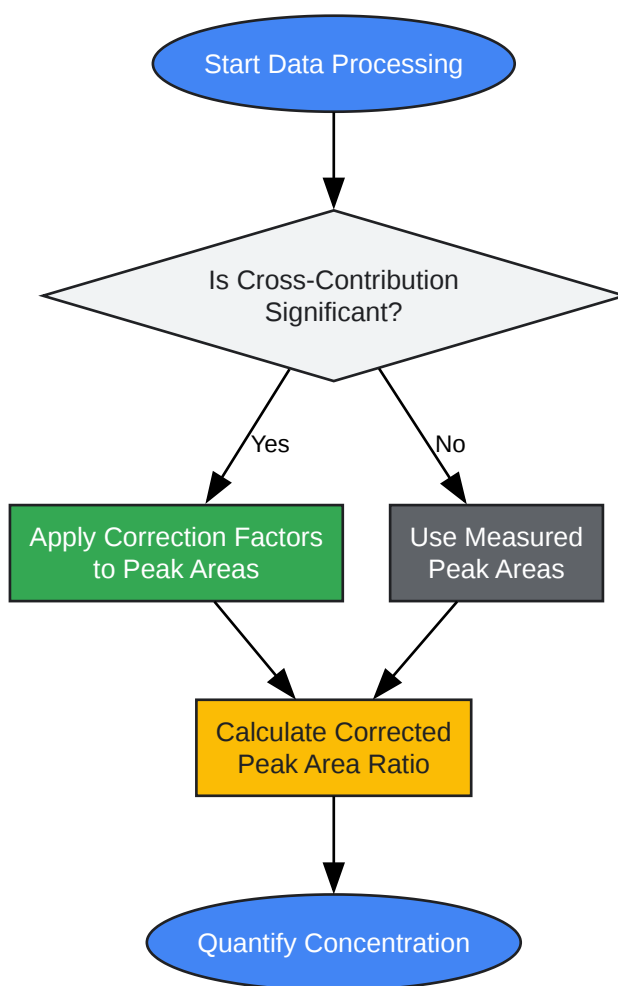 Start Data Processing
Is Cross-Contribution
Significant?
Yes
No
Apply Correction Factors
to Peak Areas
Use Measured
Peak Areas
Calculate Corrected
Peak Area Ratio
Quantify Concentration